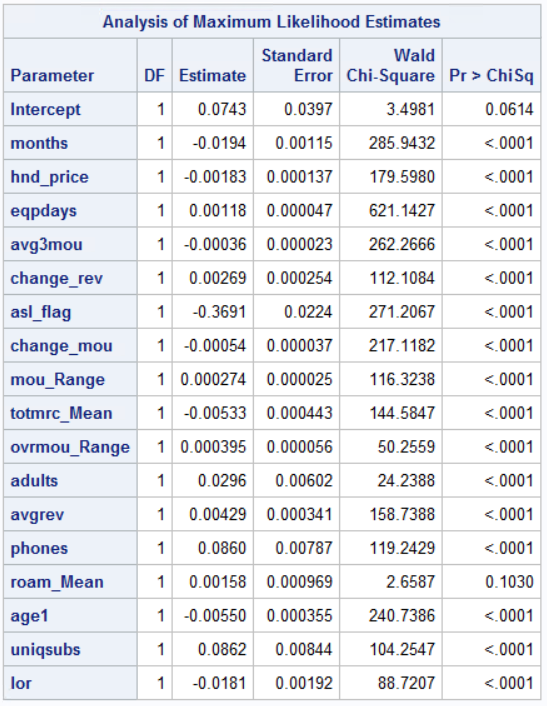 Analysis of Maximum Likelihood Estimates
Parameter DF Estimate Standard Error Wald Chi-Square Pr > ChiSq
Intercept 1 0.0743 0.0397 3.4981 0.0614
months 1 -0.0194 0.00115 285.9432 <.0001
hnd_price 1 -0.00183 0.000137 179.5980 <.0001
eqpdays 1 0.00118 0.000047 621.1427 <.0001
avg3mou 1 -0.00036 0.000023 262.2666 <.0001
change_rev 1 0.00269 0.000254 112.1084 <.0001
asl_flag 1 -0.3691 0.0224 271.2067 <.0001
change_mou 1 -0.00054 0.000037 217.1182 <.0001
mou_Range 1 0.000274 0.000025 116.3238 <.0001
totmrc_Mean 1 -0.00533 0.000443 144.5847 <.0001
ovrmou_Range 1 0.000395 0.000056 50.2559 <.0001
adults 1 0.0296 0.00602 24.2388 <.0001
avgrev 1 0.00429 0.000341 158.7388 <.0001
phones 1 0.0860 0.00787 119.2429 <.0001
roam_Mean 1 0.00158 0.000969 2.6587 0.1030
age1 1 -0.00550 0.000355 240.7386 <.0001
uniqsubs 1 0.0862 0.00844 104.2547 <.0001
lor 1 -0.0181 0.00192 88.7207 <.0001